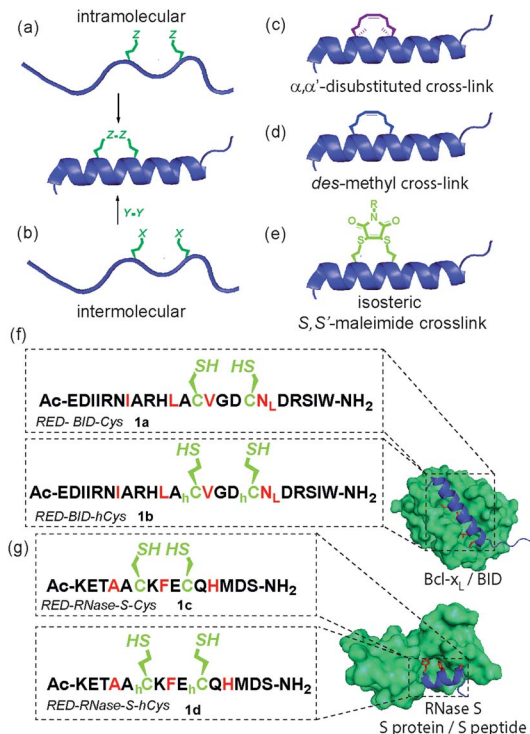 intramolecular
(a)
Z Z
Z-Z
Y-Y
(b)
X X
intermolecular
(c)
α,α'-disubstituted cross-link
(d)
des-methyl cross-link
(e)
R
O N O
S S
isosteric
S,S'-maleimide crosslink
(f)
SH HS
Ac-EDIIRNIARHLACVGDCNLDRSIW-NH2
RED- BID-Cys 1a
HS SH
Ac-EDIIRNIARHLAhCVGDhCNLDRSIW-NH2
RED-BID-hCys 1b
Bcl-xL / BID
(g)
SH HS
Ac-KETAACKFECQHMDS-NH2
RED-RNase-S-Cys 1c
HS SH
Ac-KETAAhCKFEhCQHMDS-NH2
RED-RNase-S-hCys 1d
RNase S
S protein / S peptide